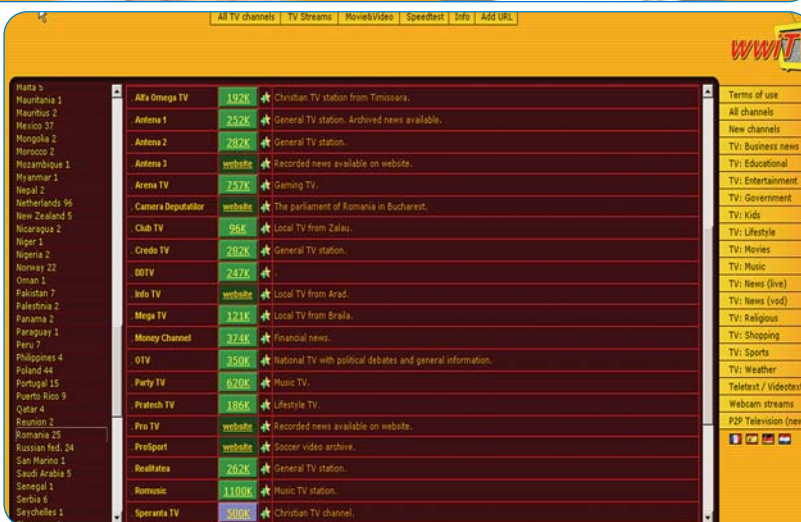 All TV channels TV Streams Movie&Video Speedtest Info Add URL
wwiT
Malta 5
Mauritania 1
Mauritius 2
Mexico 37
Mongolia 2
Morocco 2
Mozambique 1
Myanmar 1
Nepal 2
Netherlands 96
New Zealand 5
Nicaragua 2
Niger 1
Nigeria 2
Norway 22
Oman 1
Pakistan 7
Palestinia 2
Panama 2
Paraguay 1
Peru 7
Philippines 4
Poland 44
Portugal 15
Puerto Rico 9
Qatar 4
Reunion 2
Romania 25
Russian fed. 24
San Marino 1
Saudi Arabia 5
Senegal 1
Serbia 6
Seychelles 1
. Alfa Omega TV 192K Christian TV station from Timisoara.
. Antena 1 252K General TV station. Archived news available.
. Antena 2 282K General TV station.
. Antena 3 website Recorded news available on website.
. Arena TV 757K Gaming TV.
. Camera Deputatilor website The parliament of Romania in Bucharest.
. Club TV 96K Local TV from Zalau.
. Credo TV 282K General TV station.
. DDTV 247K .
. Info TV website Local TV from Arad.
. Mega TV 121K Local TV from Braila.
. Money Channel 374K Financial news.
. OTV 350K National TV with political debates and general information.
. Party TV 620K Music TV.
. Pratech TV 186K Lifestyle TV.
. Pro TV website Recorded news available on website.
. ProSport website Soccer video archive.
. Realitatea 262K General TV station.
. Romusic 1100K Music TV station.
. Speranta TV 500K Christian TV channel.
Terms of use
All channels
New channels
TV: Business news
TV: Educational
TV: Entertainment
TV: Government
TV: Kids
TV: Lifestyle
TV: Movies
TV: Music
TV: News (live)
TV: News (vod)
TV: Religious
TV: Shopping
TV: Sports
TV: Weather
Teletext / Videotext
Webcam streams
P2P Television (new